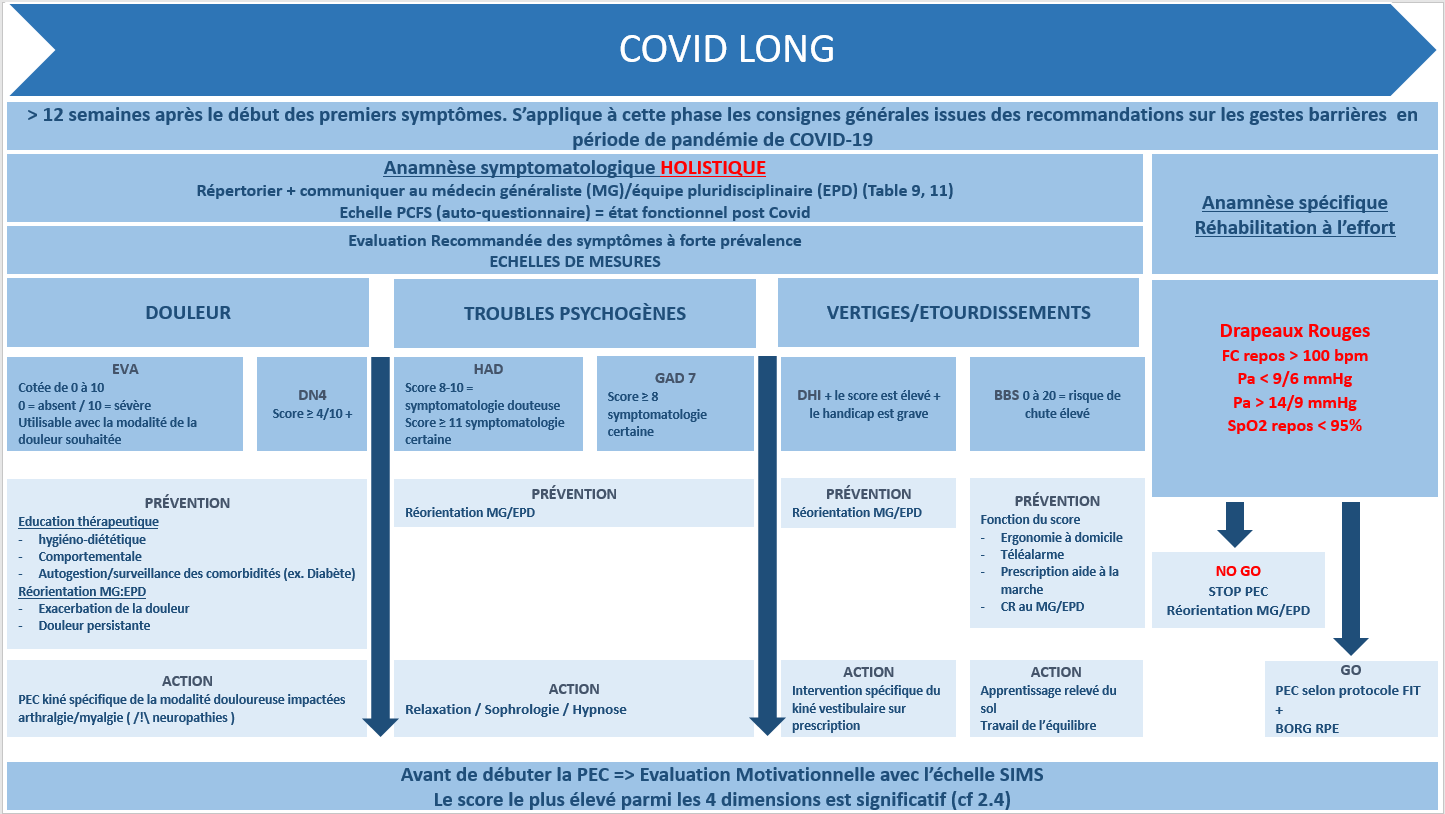 COVID LONG
> 12 semaines après le début des premiers symptômes. S’applique à cette phase les consignes générales issues des recommandations sur les gestes barrières en
période de pandémie de COVID-19
Anamnèse symptomatologique HOLISTIQUE
Répertorier + communiquer au médecin généraliste (MG)/équipe pluridisciplinaire (EPD) (Table 9, 11)
Echelle PCFS (auto-questionnaire) = état fonctionnel post Covid
Evaluation Recommandée des symptômes à forte prévalence
ECHELLES DE MESURES
Anamnèse spécifique
Réhabilitation à l’effort
DOULEUR
EVA
Cotée de 0 à 10
0 = absent / 10 = sévère
Utilisable avec la modalité de la
douleur souhaitée
DN4
Score ≥ 4/10 +
PRÉVENTION
Education thérapeutique
- hygiéno-diététique
- Comportementale
- Autogestion/surveillance des comorbidités (ex. Diabète)
Réorientation MG:EPD
- Exacerbation de la douleur
- Douleur persistante
ACTION
PEC kiné spécifique de la modalité douloureuse impactées
arthralgie/myalgie ( /!\ neuropathies )
TROUBLES PSYCHOGÈNES
HAD
Score 8-10 =
symptomatologie douteuse
Score ≥ 11 symptomatologie
certaine
GAD 7
Score ≥ 8
symptomatologie
certaine
PRÉVENTION
Réorientation MG/EPD
ACTION
Relaxation / Sophrologie / Hypnose
VERTIGES/ETOURDISSEMENTS
DHI + le score est élevé +
le handicap est grave
BBS 0 à 20 = risque de
chute élevé
PRÉVENTION
Réorientation MG/EPD
PRÉVENTION
Fonction du score
- Ergonomie à domicile
- Téléalarme
- Prescription aide à la
marche
- CR au MG/EPD
ACTION
Intervention spécifique du
kiné vestibulaire sur
prescription
ACTION
Apprentissage relevé du
sol
Travail de l’équilibre
Drapeaux Rouges
FC repos > 100 bpm
Pa < 9/6 mmHg
Pa > 14/9 mmHg
SpO2 repos < 95%
NO GO
STOP PEC
Réorientation MG/EPD
GO
PEC selon protocole FIT
+
BORG RPE
Avant de débuter la PEC => Evaluation Motivationnelle avec l’échelle SIMS
Le score le plus élevé parmi les 4 dimensions est significatif (cf 2.4)